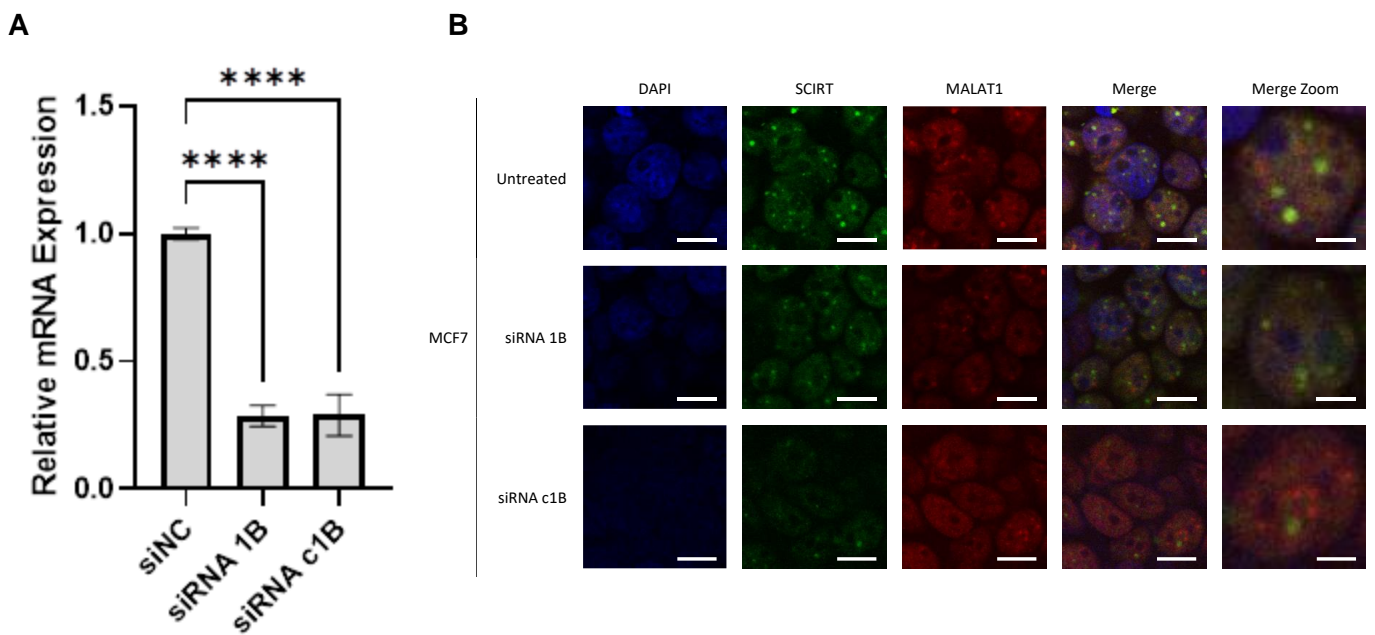 A
B
****
****
Relative mRNA Expression
1.5
1.0
0.5
0.0
siNC
siRNA 1B
siRNA c1B
DAPI
SCIRT
MALAT1
Merge
Merge Zoom
Untreated
MCF7
siRNA 1B
siRNA c1B